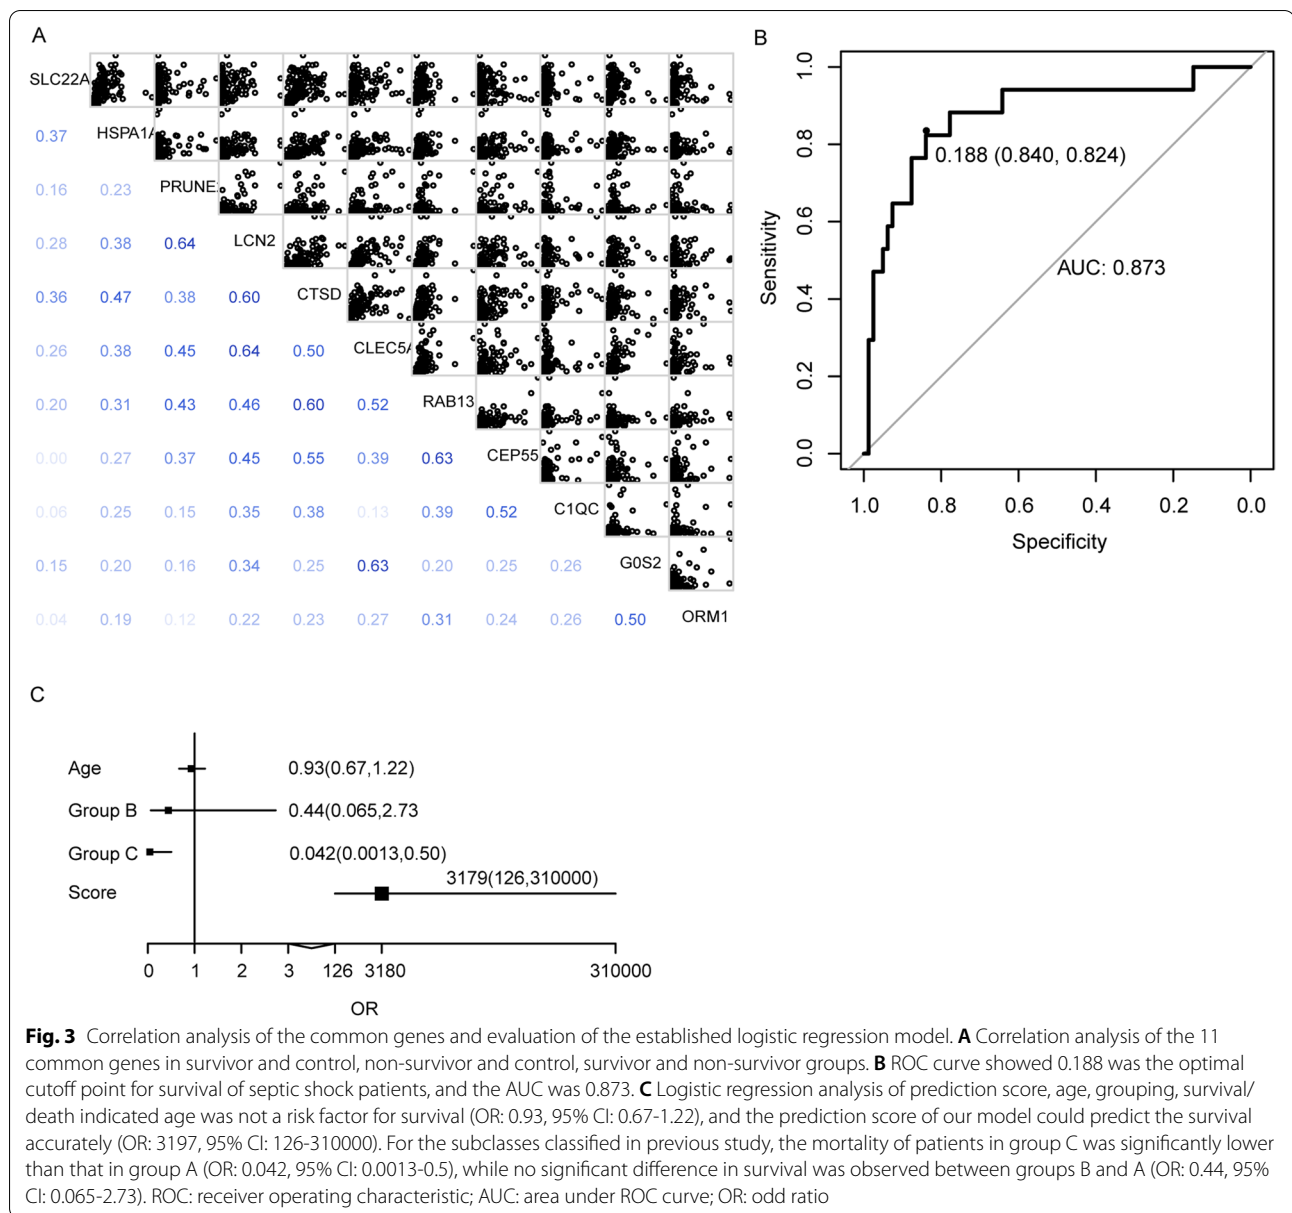 A
SLC22A
0.37 HSPA1A
0.16 0.23 PRUNE
0.28 0.38 0.64 LCN2
0.36 0.47 0.38 0.60 CTSD
0.26 0.38 0.45 0.64 0.50 CLEC5A
0.20 0.31 0.43 0.46 0.60 0.52 RAB13
0.00 0.27 0.37 0.45 0.55 0.39 0.63 CEP55
0.06 0.25 0.15 0.35 0.38 0.13 0.39 0.52 C1QC
0.15 0.20 0.16 0.34 0.25 0.63 0.20 0.25 0.26 G0S2
0.04 0.19 0.12 0.22 0.23 0.27 0.31 0.24 0.26 0.50 ORM1
B
Sensitivity
1.0
0.8
0.6
0.4
0.2
0.0
0.188 (0.840, 0.824)
AUC: 0.873
1.0 0.8 0.6 0.4 0.2 0.0
Specificity
C
Age 0.93(0.67,1.22)
Group B 0.44(0.065,2.73
Group C 0.042(0.0013,0.50)
Score 3179(126,310000)
0 1 2 3 126 3180 310000
OR
Fig. 3 Correlation analysis of the common genes and evaluation of the established logistic regression model. A Correlation analysis of the 11
common genes in survivor and control, non-survivor and control, survivor and non-survivor groups. B ROC curve showed 0.188 was the optimal
cutoff point for survival of septic shock patients, and the AUC was 0.873. C Logistic regression analysis of prediction score, age, grouping, survival/
death indicated age was not a risk factor for survival (OR: 0.93, 95% CI: 0.67-1.22), and the prediction score of our model could predict the survival
accurately (OR: 3197, 95% CI: 126-310000). For the subclasses classified in previous study, the mortality of patients in group C was significantly lower
than that in group A (OR: 0.042, 95% CI: 0.0013-0.5), while no significant difference in survival was observed between groups B and A (OR: 0.44, 95%
CI: 0.065-2.73). ROC: receiver operating characteristic; AUC: area under ROC curve; OR: odd ratio